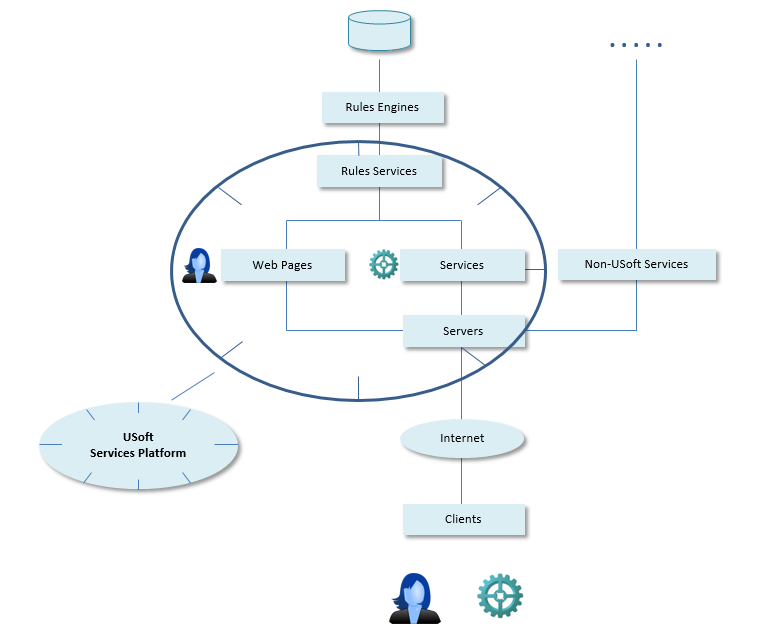 .....
Rules Engines
Rules Services
Web Pages
Services
Non-USoft Services
Servers
USoft
Services Platform
Internet
Clients